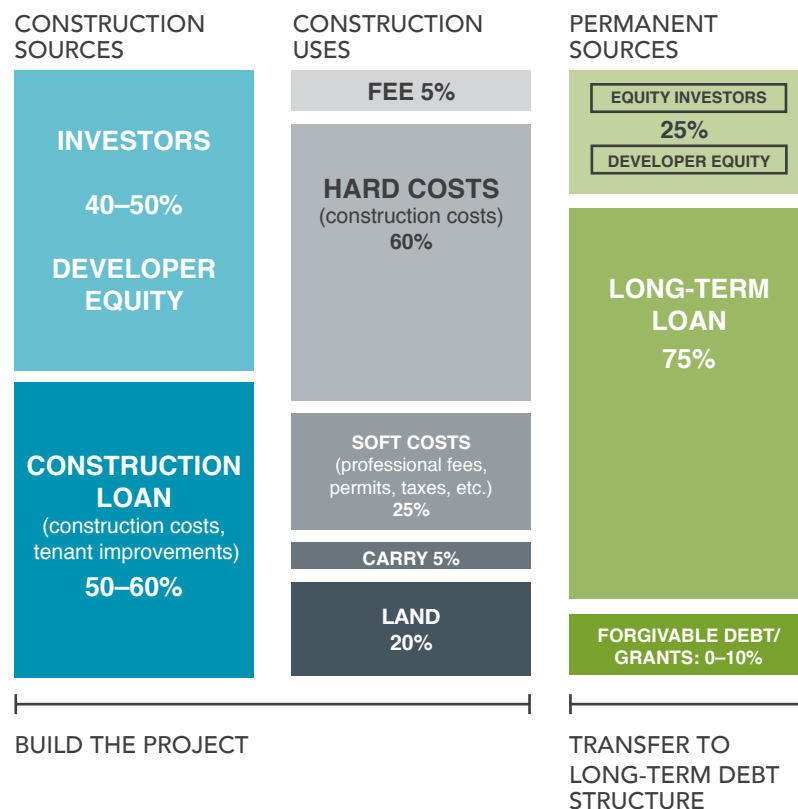 CONSTRUCTION
SOURCES
INVESTORS
40–50%
DEVELOPER
EQUITY
CONSTRUCTION
LOAN
(construction costs,
tenant improvements)
50–60%
CONSTRUCTION
USES
FEE 5%
HARD COSTS
(construction costs)
60%
SOFT COSTS
(professional fees,
permits, taxes, etc.)
25%
CARRY 5%
LAND
20%
PERMANENT
SOURCES
EQUITY INVESTORS
25%
DEVELOPER EQUITY
LONG-TERM
LOAN
75%
FORGIVABLE DEBT/
GRANTS: 0–10%
BUILD THE PROJECT
TRANSFER TO
LONG-TERM DEBT
STRUCTURE